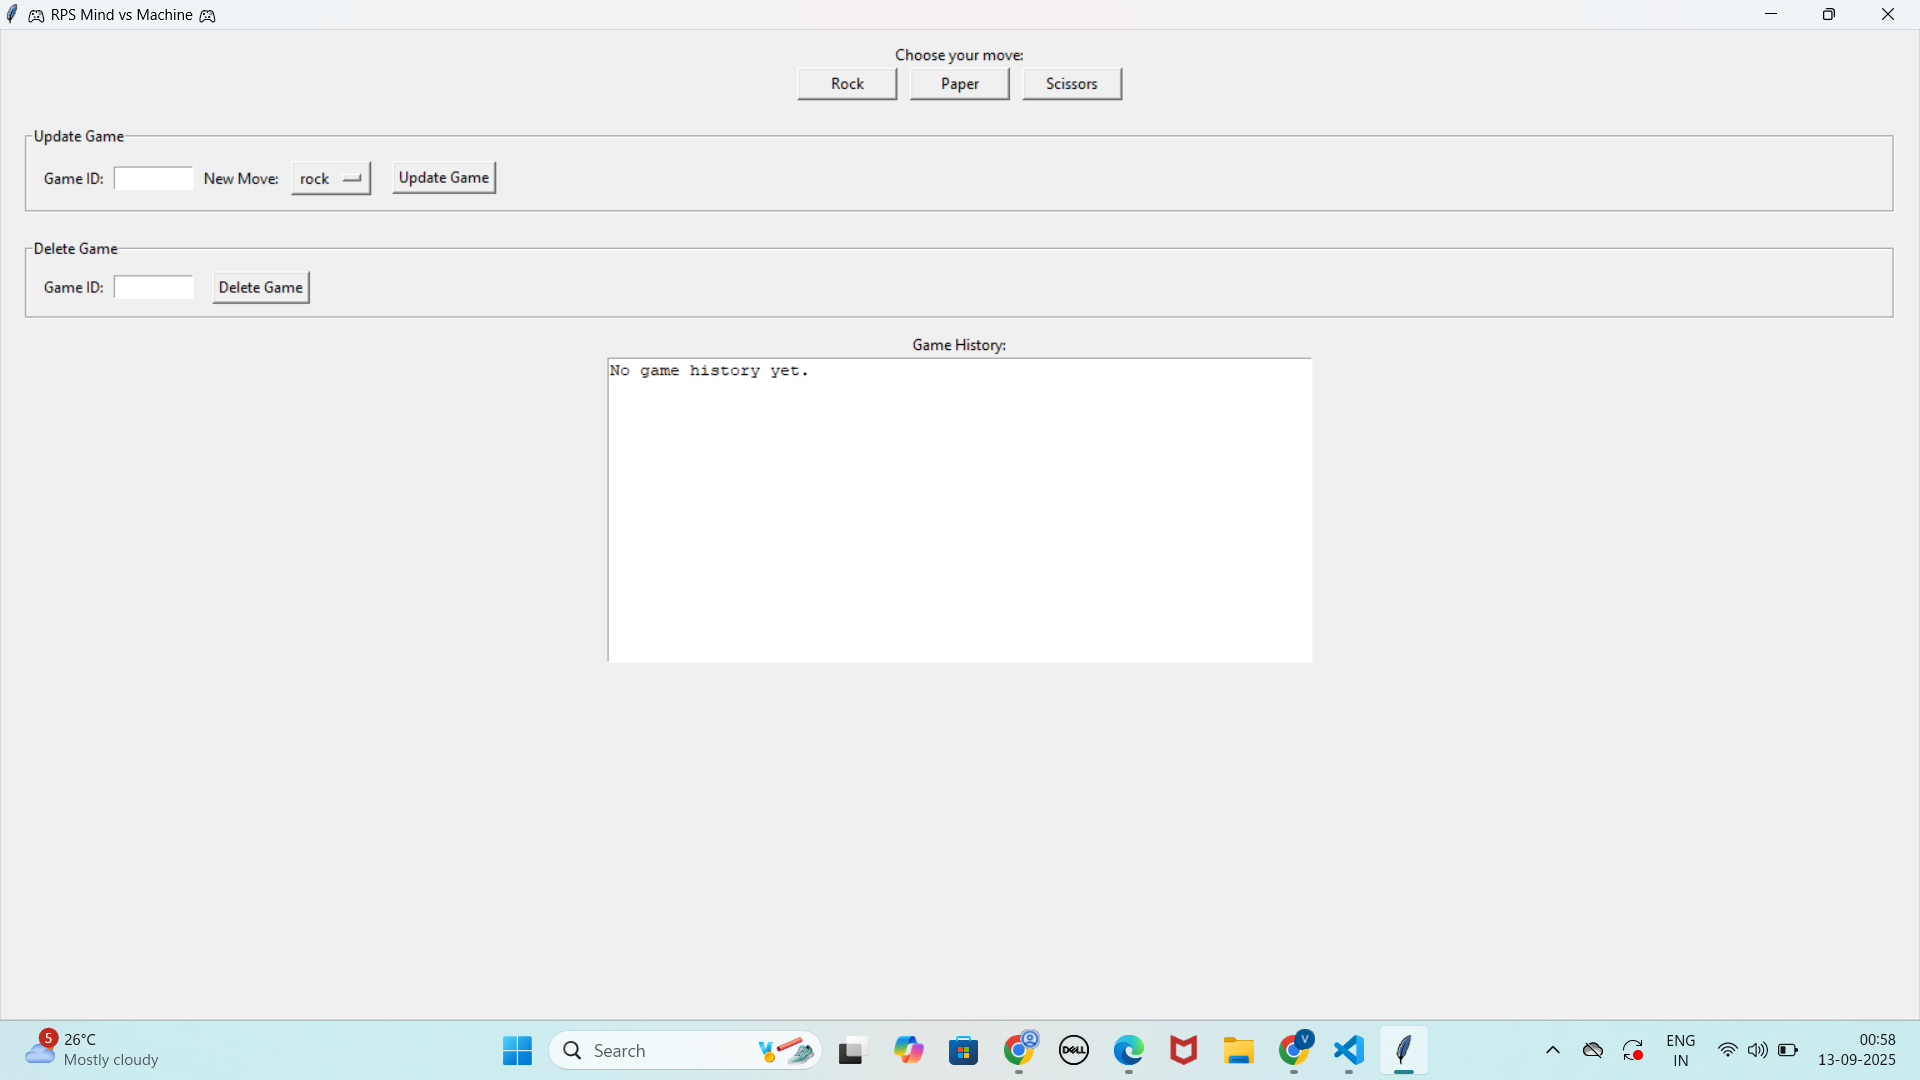 RPS Mind vs Machine
Choose your move:
Rock Paper Scissors
Update Game
Game ID: New Move: rock Update Game
Delete Game
Game ID: Delete Game
Game History:
No game history yet.
5 26°C
Mostly cloudy
Search
DELL
V
ENG
IN
00:58
13-09-2025